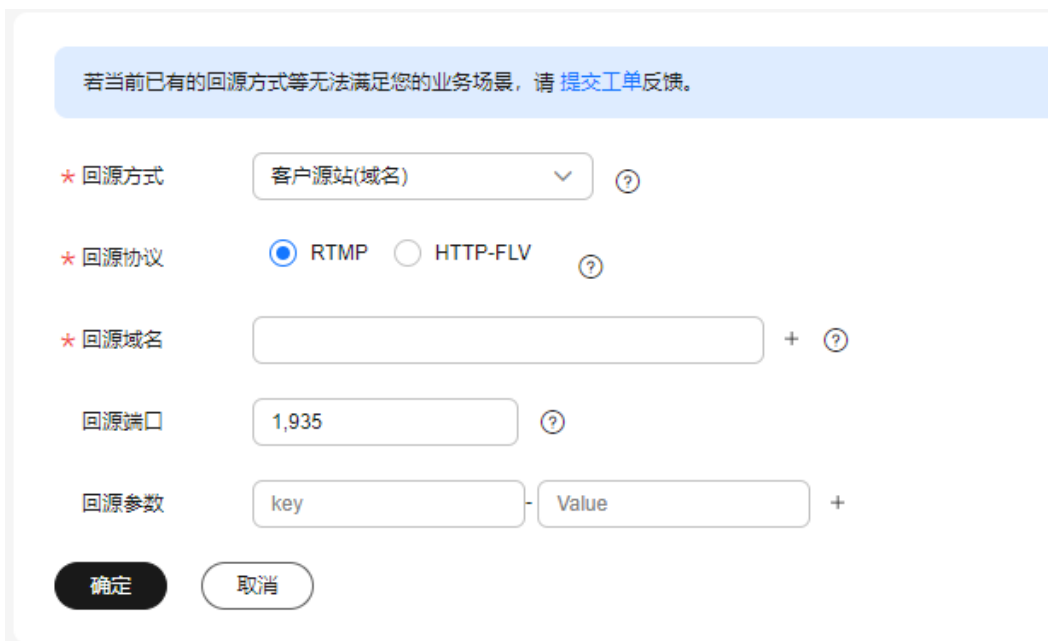 若当前已有的回源方式等无法满足您的业务场景，请 提交工单反馈。
* 回源方式 客户源站(域名) ?
* 回源协议 RTMP HTTP-FLV ?
* 回源域名 + ?
回源端口 1,935 ?
回源参数 key - Value +
确定 取消